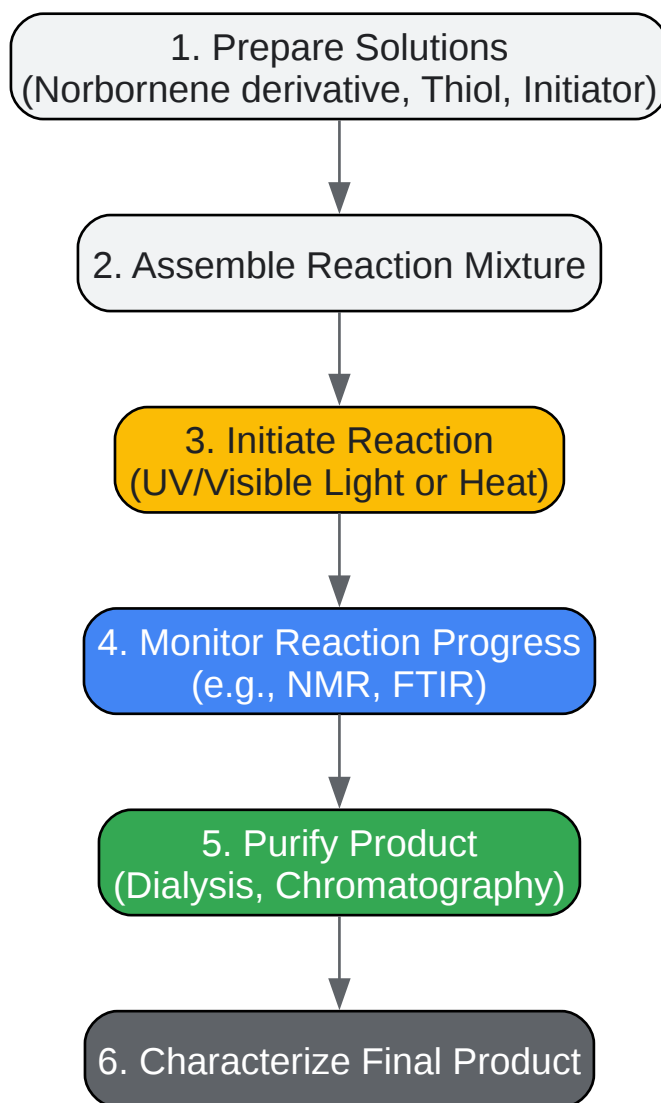 1. Prepare Solutions
(Norbornene derivative, Thiol, Initiator)
2. Assemble Reaction Mixture
3. Initiate Reaction
(UV/Visible Light or Heat)
4. Monitor Reaction Progress
(e.g., NMR, FTIR)
5. Purify Product
(Dialysis, Chromatography)
6. Characterize Final Product